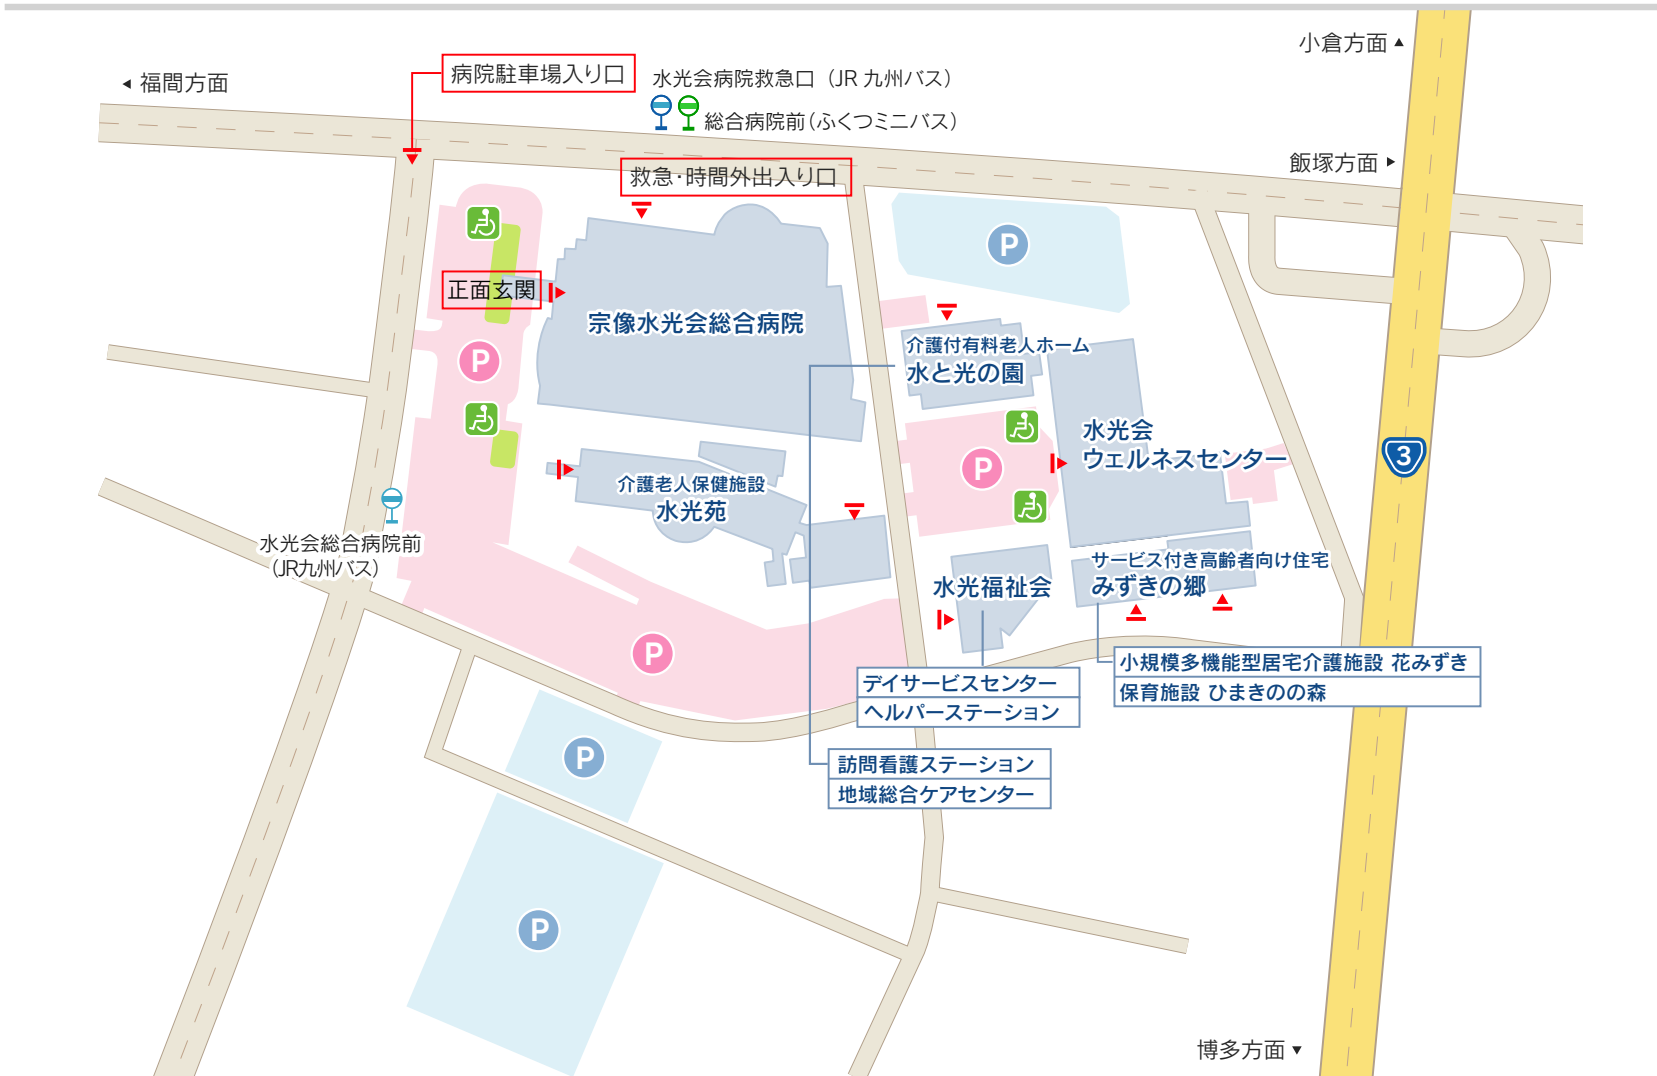 小倉方面▲
◀福間方面
病院駐車場入り口
水光会病院救急口（JR 九州バス）
総合病院前（ふくつミニバス）
飯塚方面▶
救急・時間外出入り口
P
正面玄関
宗像水光会総合病院
介護付有料老人ホーム
水と光の園
P
水光会
ウェルネスセンター
3
P
介護老人保健施設
水光苑
水光会総合病院前
（JR九州バス）
サービス付き高齢者向け住宅
みずきの郷
水光福祉会
P
小規模多機能型居宅介護施設 花みずき
保育施設 ひまきのの森
デイサービスセンター
ヘルパーステーション
P
訪問看護ステーション
地域総合ケアセンター
P
博多方面▼